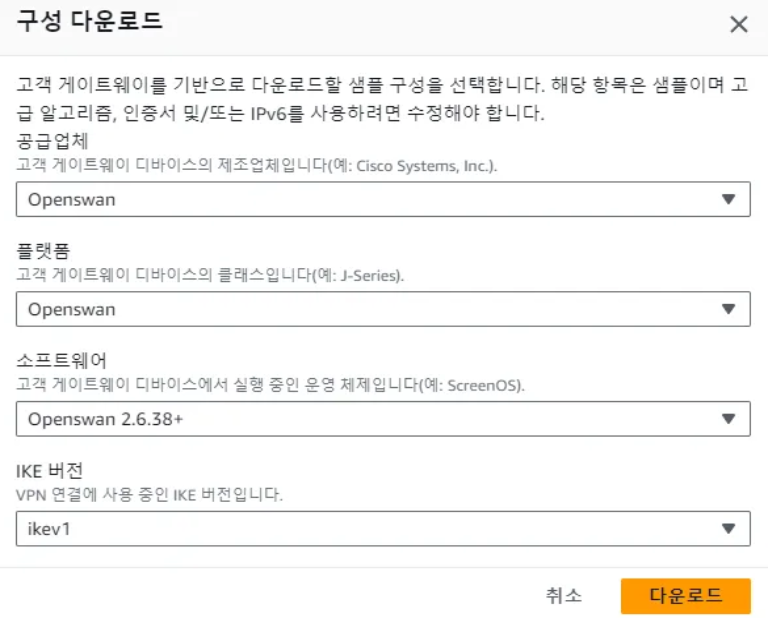 구성 다운로드
고객 게이트웨이를 기반으로 다운로드할 샘플 구성을 선택합니다. 해당 항목은 샘플이며 고
급 알고리즘, 인증서 및/또는 IPv6를 사용하려면 수정해야 합니다.
공급업체
고객 게이트웨이 디바이스의 제조업체입니다(예: Cisco Systems, Inc.).
Openswan
플랫폼
고객 게이트웨이 디바이스의 클래스입니다(예: J-Series).
Openswan
소프트웨어
고객 게이트웨이 디바이스에서 실행 중인 운영 체제입니다(예: ScreenOS).
Openswan 2.6.38+
IKE 버전
VPN 연결에 사용 중인 IKE 버전입니다.
ikev1
취소
다운로드